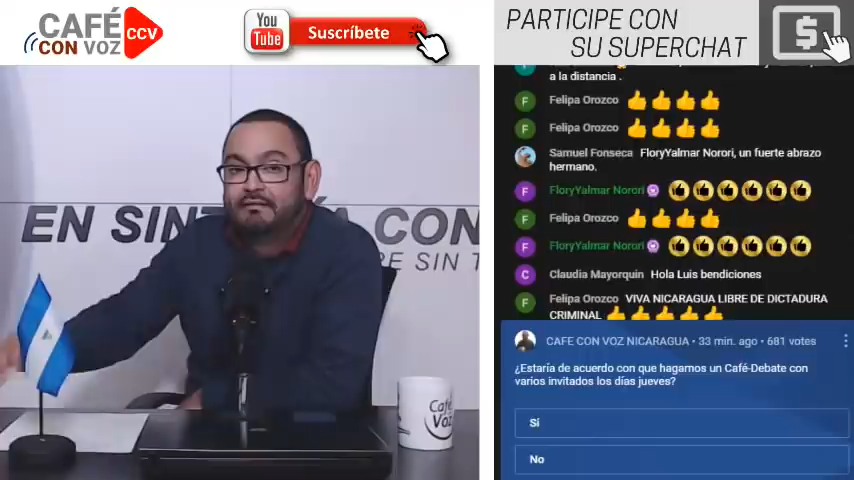 CAFÉ
CON VOZ
CCV
You
Tube
Suscríbete
PARTICIPE CON
SU SUPERCHAT
$
a la distancia .
F Felipa Orozco
F Felipa Orozco
Samuel Fonseca FloryYalmar Norori, un fuerte abrazo
hermano.
F FloryYalmar Norori
F Felipa Orozco
F FloryYalmar Norori
C Claudia Mayorquin Hola Luis bendiciones
F Felipa Orozco VIVA NICARAGUA LIBRE DE DICTADURA
CRIMINAL
CAFE CON VOZ NICARAGUA • 33 min. ago • 681 votes
¿Estaría de acuerdo con que hagamos un Café-Debate con
varios invitados los días jueves?
Sí
No
EN SINT ÍA CON
E SIN T
Café
Voz